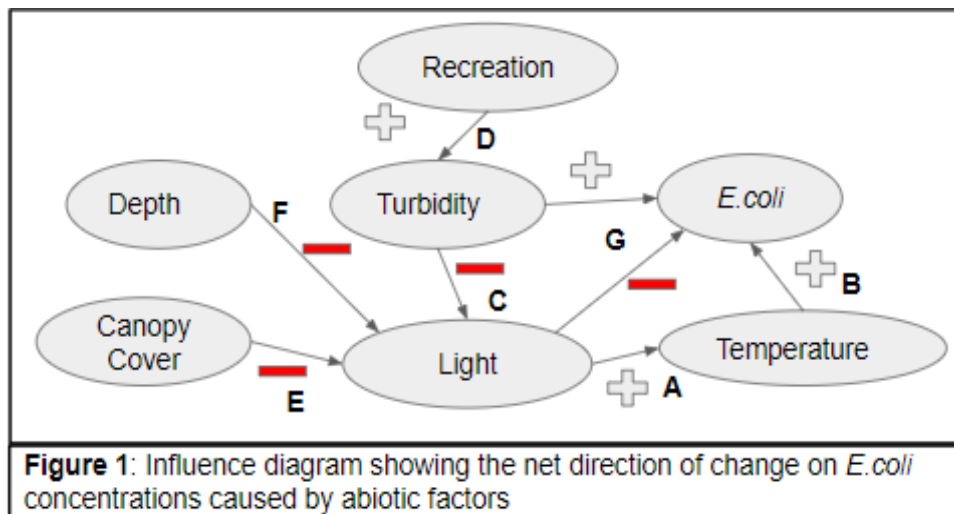 Recreation
D
Depth
F
Turbidity
E.coli
G
C
B
Canopy
Cover
E
Light
A
Temperature
Figure 1: Influence diagram showing the net direction of change on E.coli
concentrations caused by abiotic factors